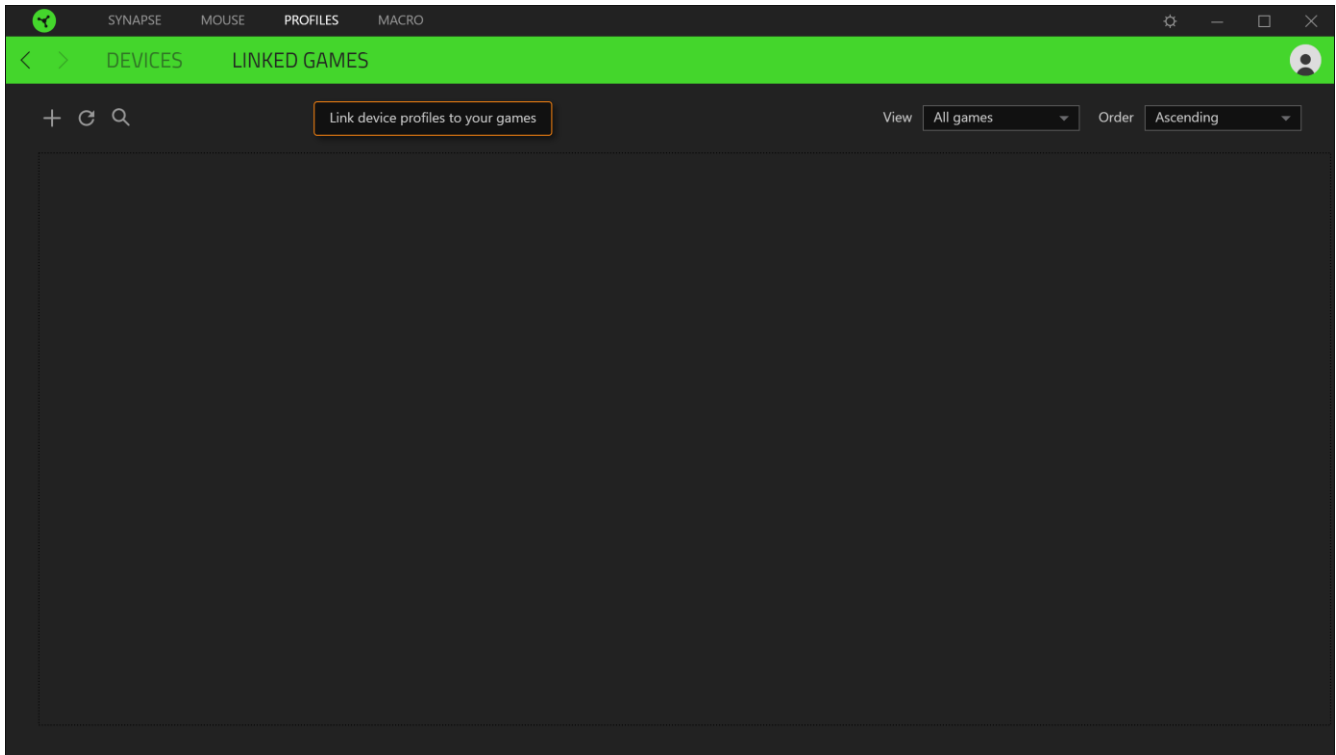 SYNAPSE MOUSE PROFILES MACRO
DEVICES LINKED GAMES
Link device profiles to your games View All games Order Ascending